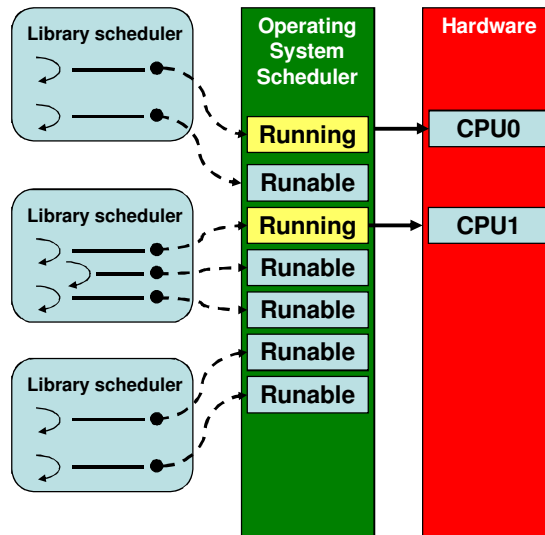 Library scheduler
Operating
System
Scheduler
Hardware
Running
CPU0
Runable
Library scheduler
Running
CPU1
Runable
Runable
Runable
Library scheduler
Runable